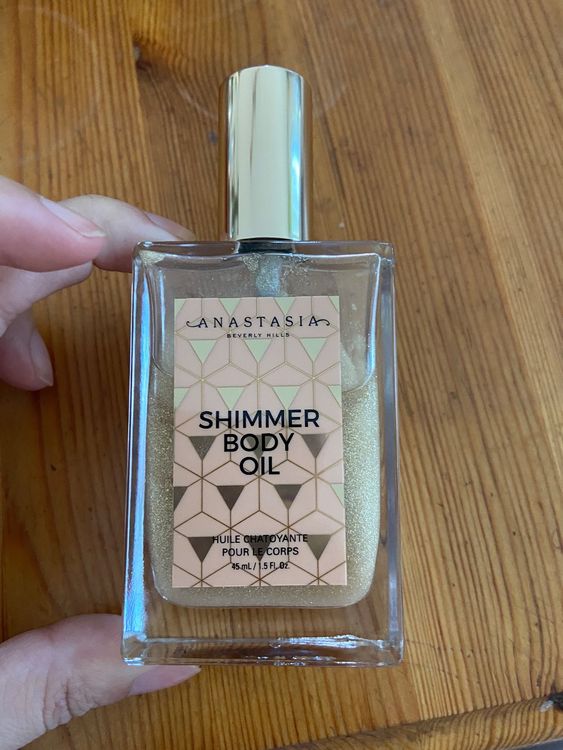 ANASTASIA
BEVERLY HILLS
SHIMMER
BODY
OIL
HUILE CHATOYANTE
POUR LE CORPS
45 mL / 1.5 Fl. Oz.